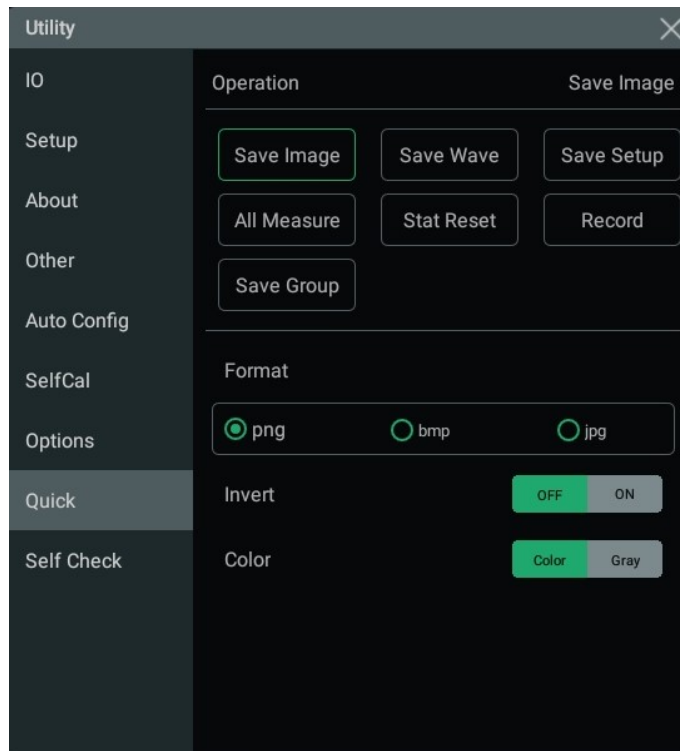 Utility
IO
Setup
About
Other
Auto Config
SelfCal
Options
Quick
Self Check
Operation Save Image
Save Image Save Wave Save Setup
All Measure Stat Reset Record
Save Group
Format
png bmp jpg
Invert OFF ON
Color Color Gray